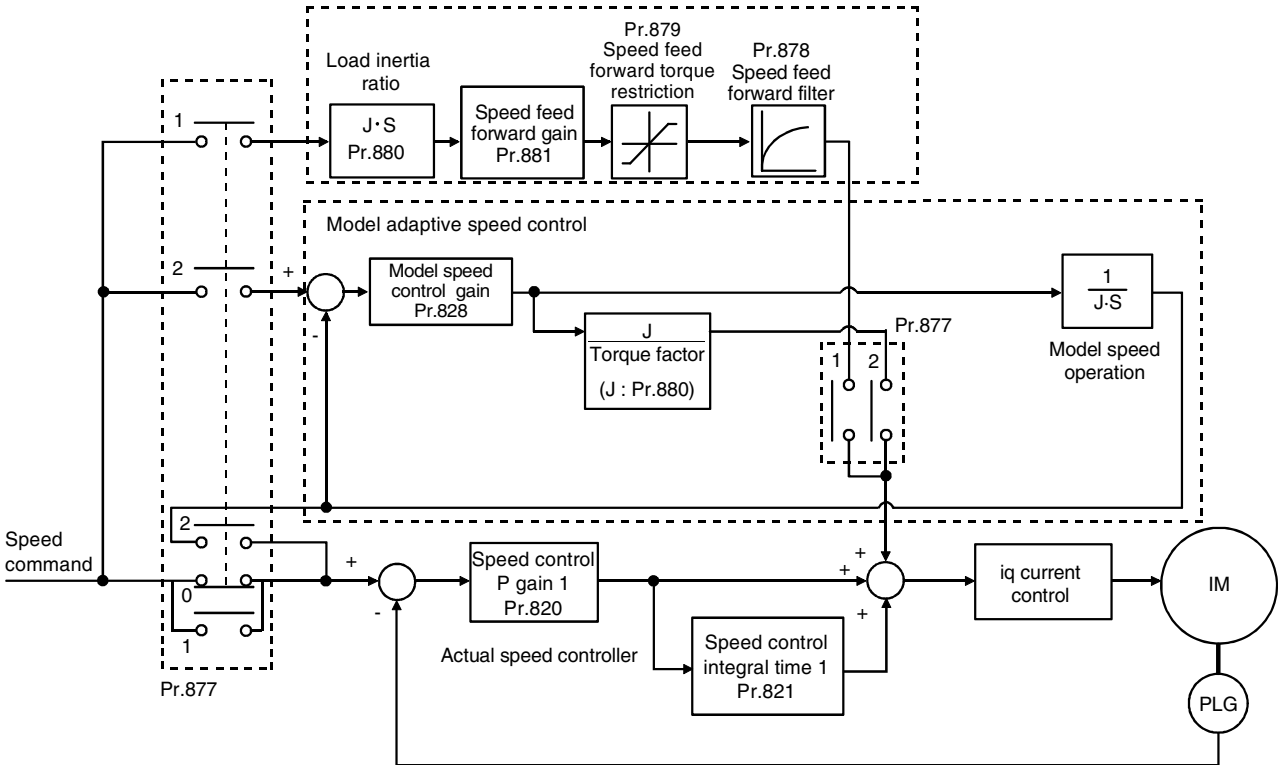 Pr.879
Speed feed
forward torque
restriction
Pr.878
Speed feed
forward filter
Load inertia
ratio
J·S
Pr.880
Speed feed
forward gain
Pr.881
1
Model adaptive speed control
2
+
-
Model speed
control gain
Pr.828
J
Torque factor
(J : Pr.880)
Pr.877
1 2
1
J·S
Model speed
operation
Speed
command
2
0
1
Pr.877
+
-
Speed control
P gain 1
Pr.820
Actual speed controller
Speed control
integral time 1
Pr.821
+
+
+
iq current
control
IM
PLG